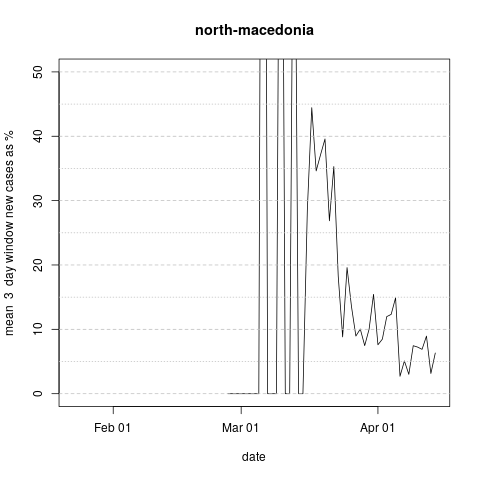 north-macedonia
mean 3 day window new cases as %
50
40
30
20
10
0
Feb 01
Mar 01
Apr 01
date